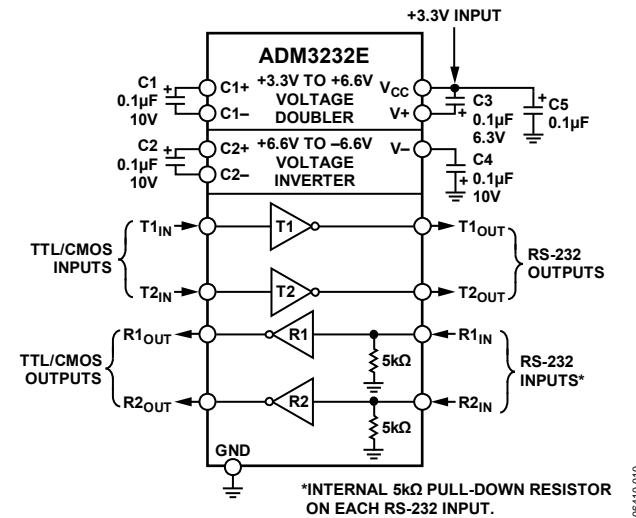 +3.3V INPUT
ADM3232E
C1
+
0.1µF
10V
C1+
C1–
+3.3V TO +6.6V
VOLTAGE
DOUBLER
VCC
V+
+
C3
0.1µF
6.3V
+
C5
0.1µF
C2
+
0.1µF
10V
C2+
C2–
+6.6V TO –6.6V
VOLTAGE
INVERTER
V–
+
C4
0.1µF
10V
TTL/CMOS
INPUTS
T1IN
T1
T1OUT
T2IN
T2
T2OUT
RS-232
OUTPUTS
TTL/CMOS
OUTPUTS
R1OUT
R1
R1IN
5kΩ
R2OUT
R2
R2IN
5kΩ
RS-232
INPUTS*
GND
*INTERNAL 5kΩ PULL-DOWN RESISTOR
ON EACH RS-232 INPUT.
06410-010